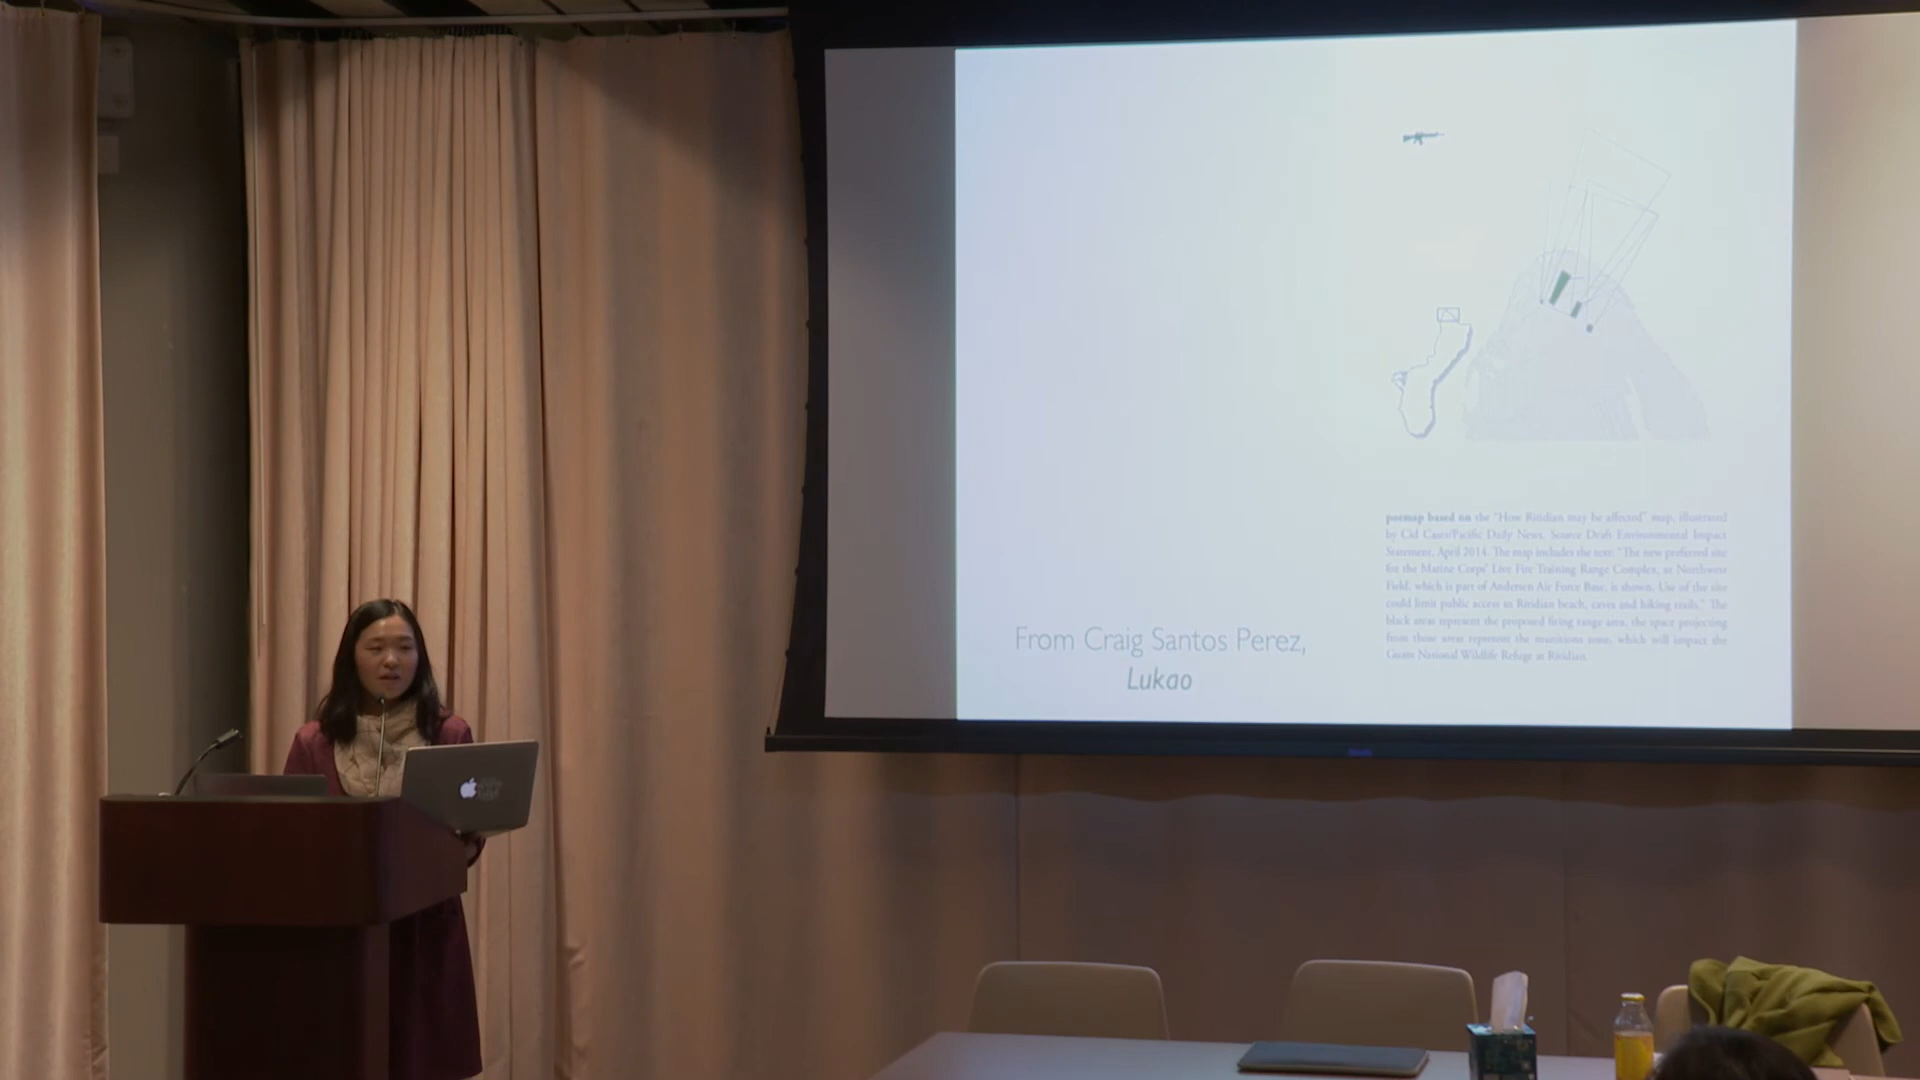 From Craig Santos Perez,
Lukao
poemap based on the "How Ritidian may be affected" map, illustrated
by Cid Caser/Pacific Daily News. Source Draft Environmental Impact
Statement, April 2014. The map includes the text: "The new preferred site
for the Marine Corps' Live Fire Training Range Complex, at Northwest
Field, which is part of Andersen Air Force Base, is shown. Use of the site
could limit public access to Ritidian beach, caves and hiking trails." The
black areas represent the proposed firing range area, the space projecting
from those areas represent the munitions zone, which will impact the
Guam National Wildlife Refuge at Ritidian.